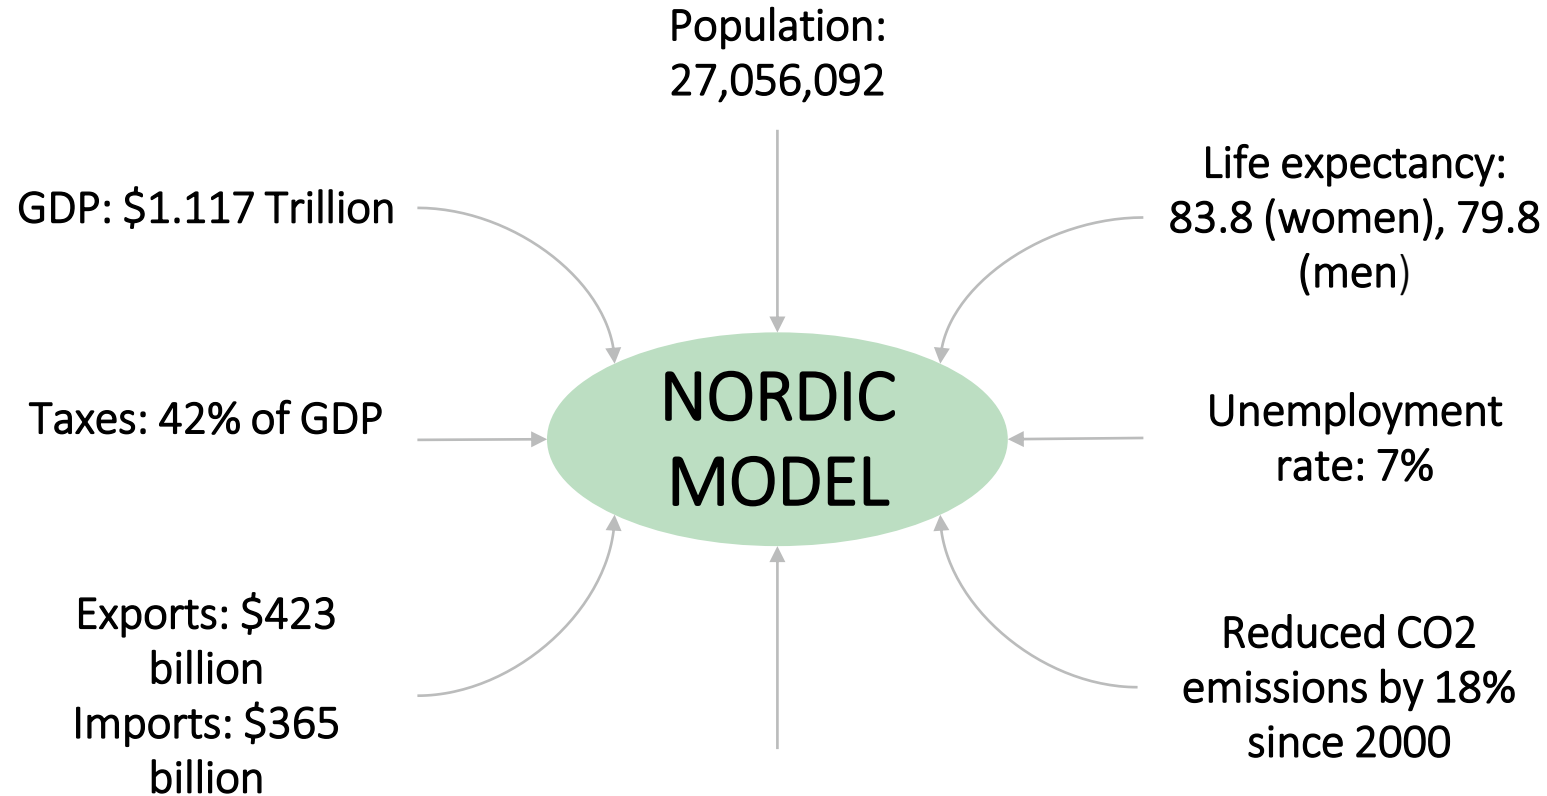 Population:
27,056,092
GDP: $1.117 Trillion
Life expectancy:
83.8 (women), 79.8
(men)
NORDIC
MODEL
Taxes: 42% of GDP
Unemployment
rate: 7%
Exports: $423
billion
Imports: $365
billion
Reduced CO2
emissions by 18%
since 2000